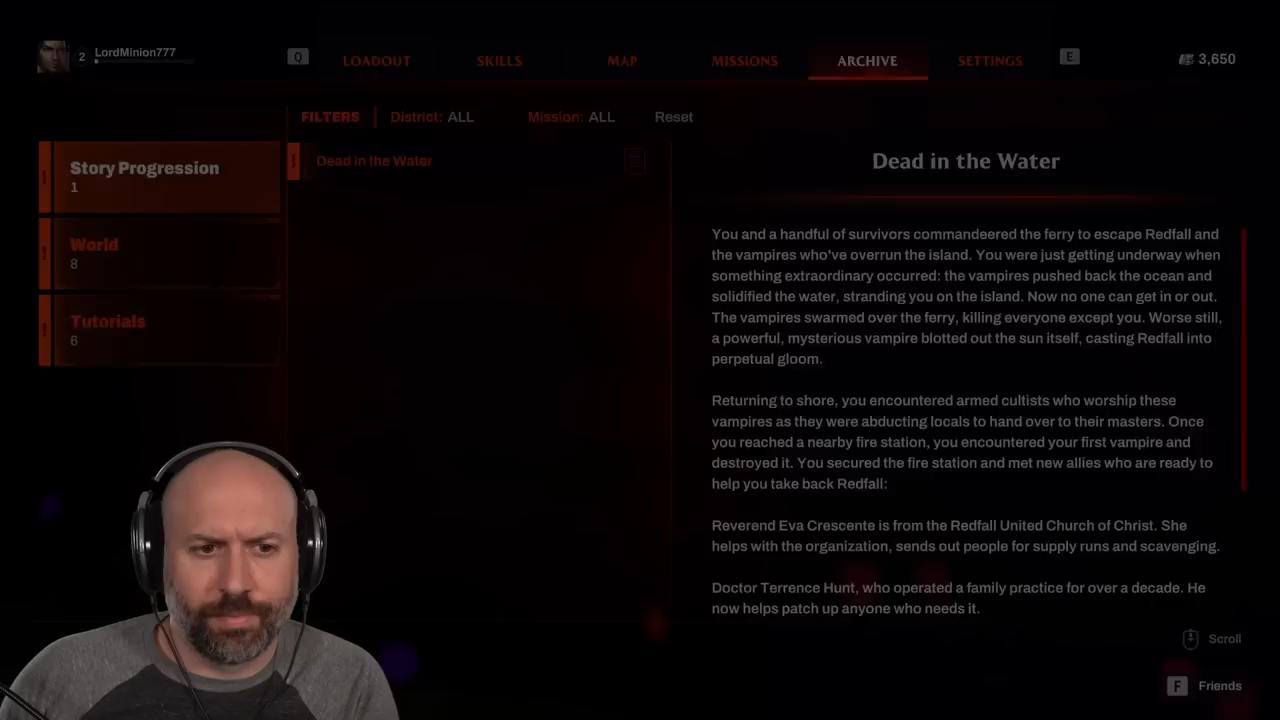 2 LordMinion777
Q LOADOUT SKILLS MAP MISSIONS ARCHIVE SETTINGS E 3,650
FILTERS District: ALL Mission: ALL Reset
Story Progression
1
World
8
Tutorials
6
Dead in the Water
Dead in the Water
You and a handful of survivors commandeered the ferry to escape Redfall and
the vampires who've overrun the island. You were just getting underway when
something extraordinary occurred: the vampires pushed back the ocean and
solidified the water, stranding you on the island. Now no one can get in or out.
The vampires swarmed over the ferry, killing everyone except you. Worse still,
a powerful, mysterious vampire blotted out the sun itself, casting Redfall into
perpetual gloom.
Returning to shore, you encountered armed cultists who worship these
vampires as they were abducting locals to hand over to their masters. Once
you reached a nearby fire station, you encountered your first vampire and
destroyed it. You secured the fire station and met new allies who are ready to
help you take back Redfall:
Reverend Eva Crescente is from the Redfall United Church of Christ. She
helps with the organization, sends out people for supply runs and scavenging.
Doctor Terrence Hunt, who operated a family practice for over a decade. He
now helps patch up anyone who needs it.
Scroll
F Friends